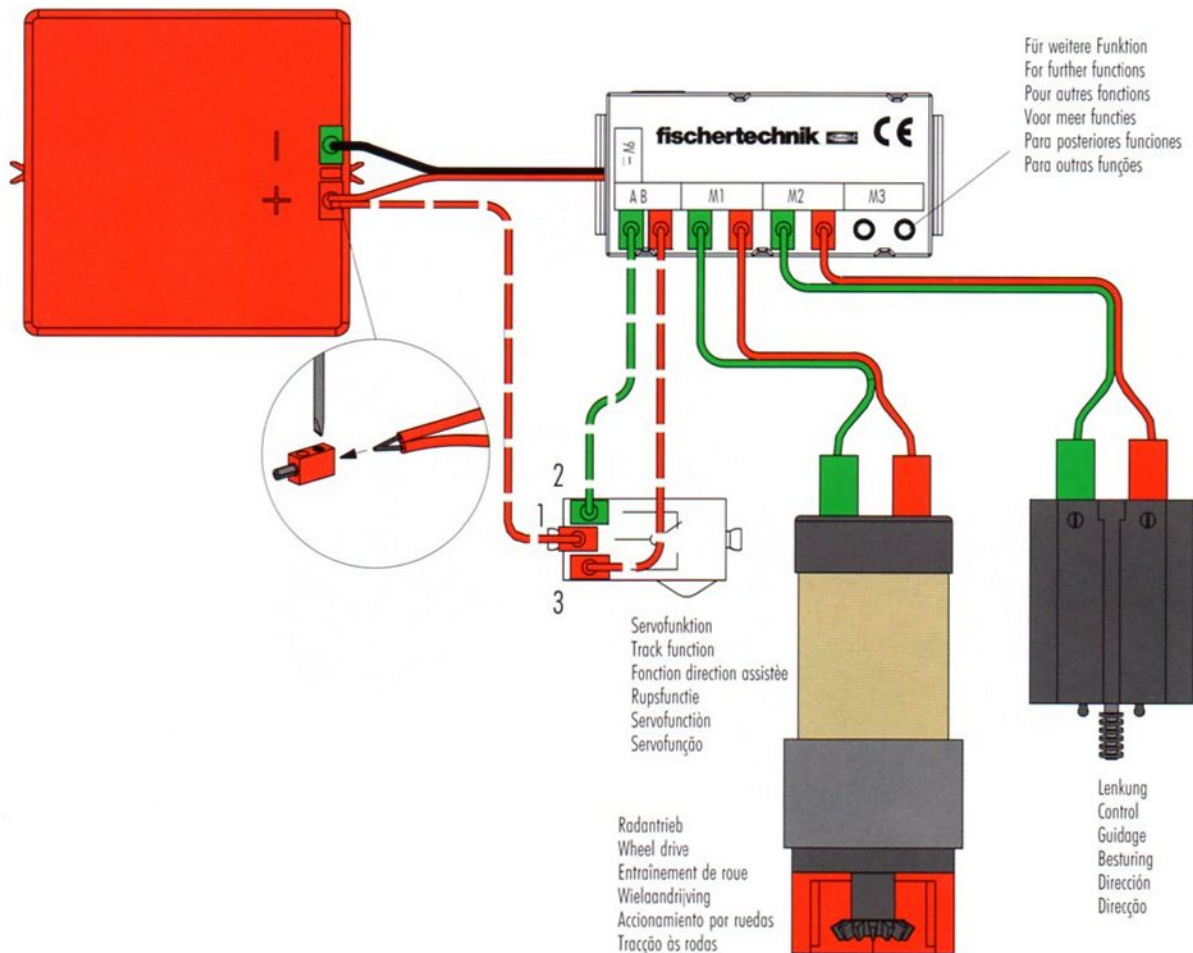 Für weitere Funktion
For further functions
Pour autres fonctions
Voor meer functies
Para posteriores funciones
Para outras funções
fischertechnik
CE
9V
A B
M1
M2
M3
−
+
2
1
3
Servofunktion
Track function
Fonction direction assistèe
Rupsfunctie
Servofunctiòn
Servofunção
Radantrieb
Wheel drive
Entraînement de roue
Wielaandrijving
Accionamiento por ruedas
Tracção às rodas
Lenkung
Control
Guidage
Besturing
Dirección
Direcção